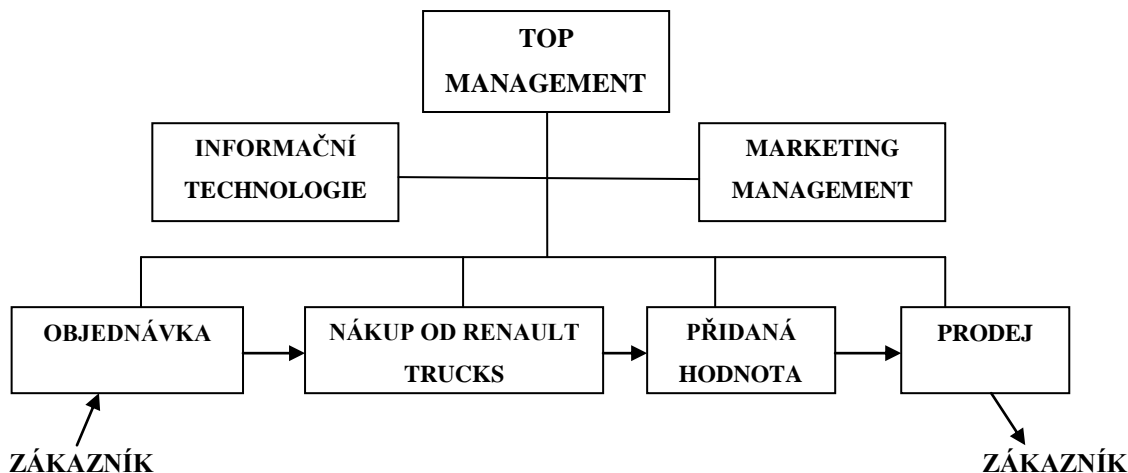 TOP
MANAGEMENT
INFORMAČNÍ
TECHNOLOGIE
MARKETING
MANAGEMENT
OBJEDNÁVKA
NÁKUP OD RENAULT
TRUCKS
PŘIDANÁ
HODNOTA
PRODEJ
ZÁKAZNÍK
ZÁKAZNÍK